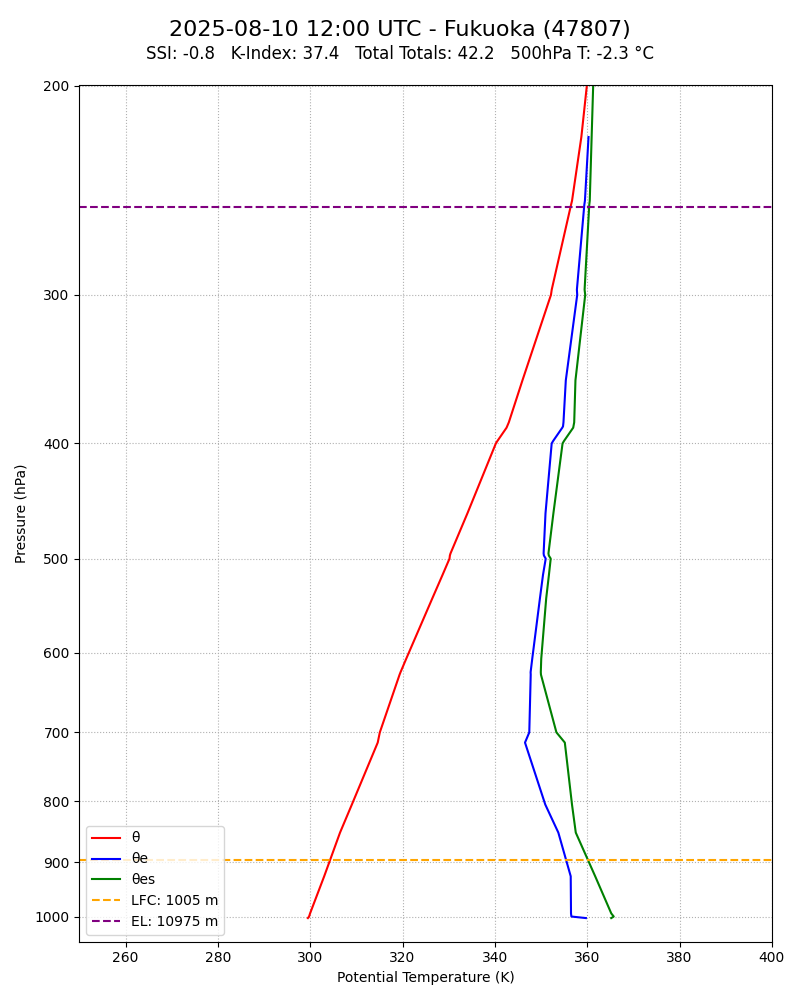 2025-08-10 12:00 UTC - Fukuoka (47807)
SSI: -0.8 K-Index: 37.4 Total Totals: 42.2 500hPa T: -2.3 °C
200
300
400
500
600
700
800
900
1000
Pressure (hPa)
θ
θe
θes
LFC: 1005 m
EL: 10975 m
260 280 300 320 340 360 380 400
Potential Temperature (K)